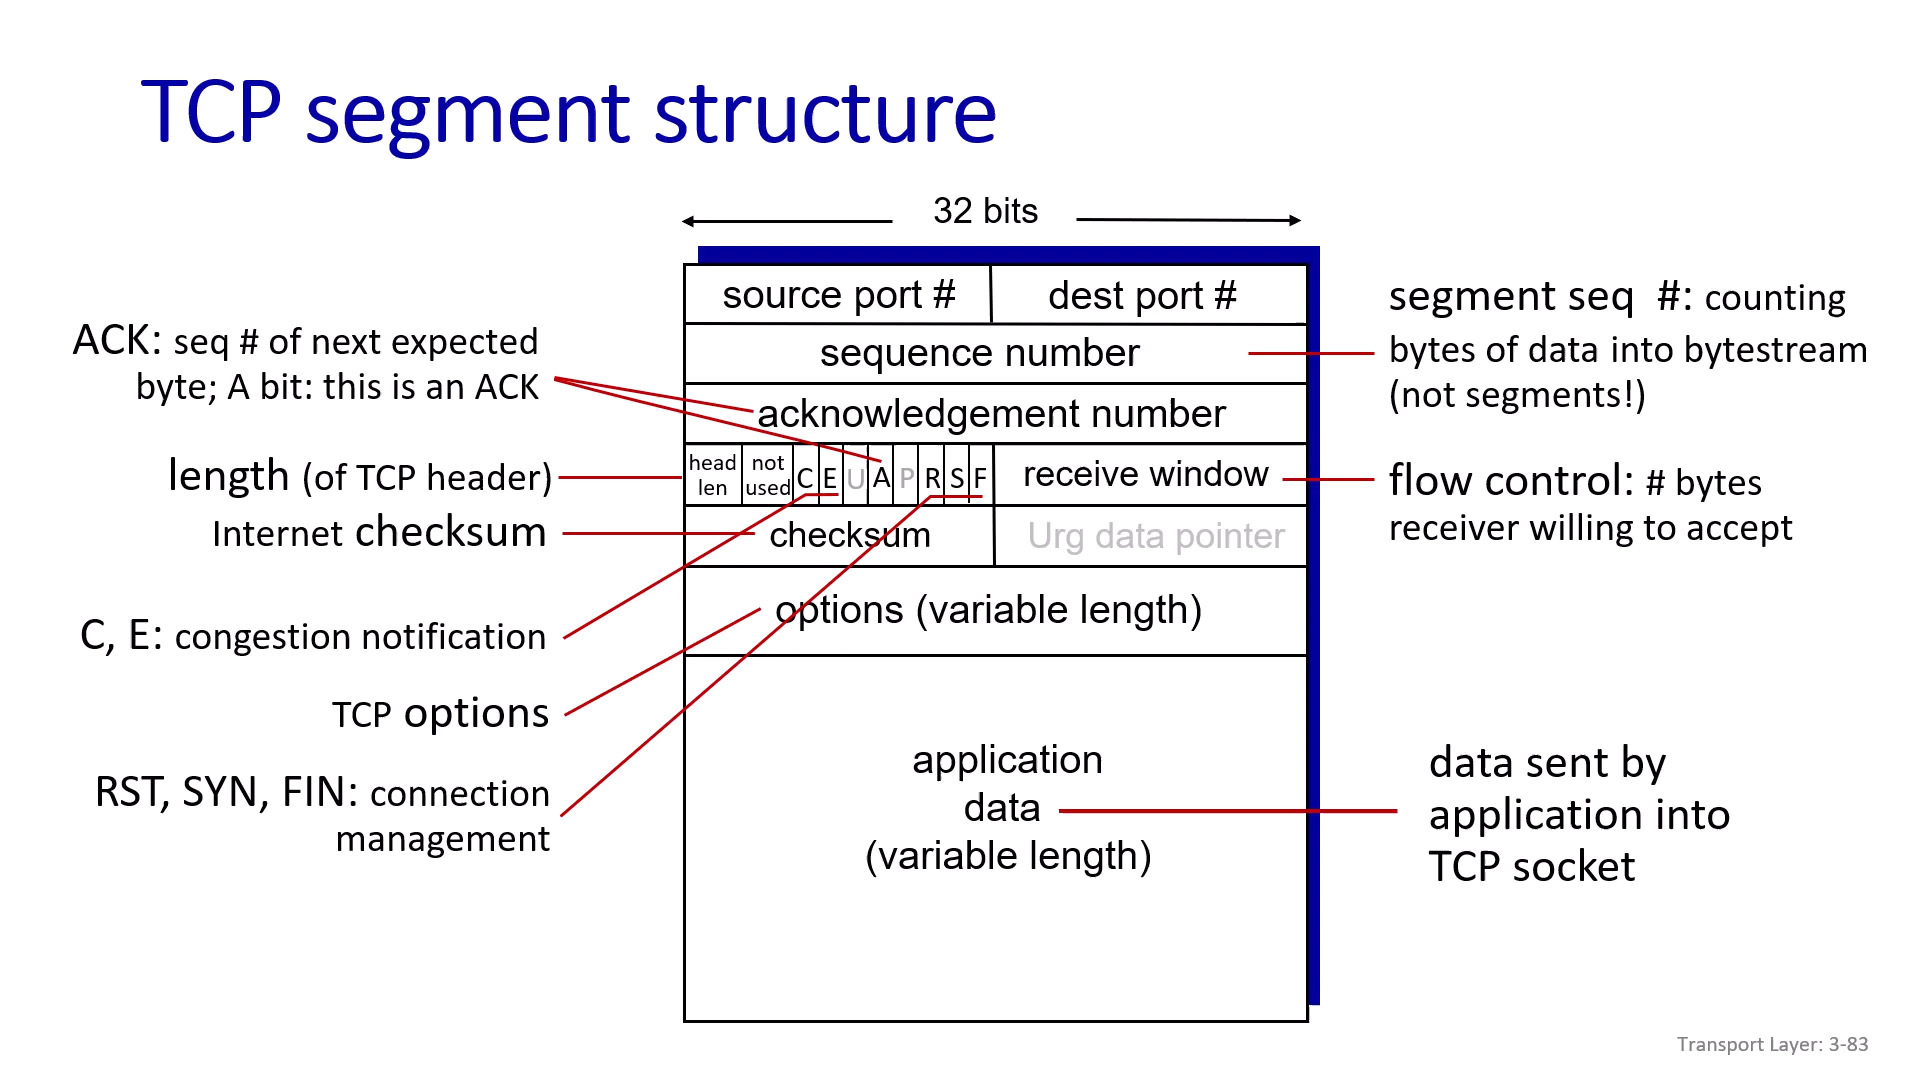 TCP segment structure
32 bits
source port #
dest port #
sequence number
acknowledgement number
head
len
not
used
C E U A P R S F
receive window
checksum
Urg data pointer
options (variable length)
application
data
(variable length)
ACK: seq # of next expected
byte; A bit: this is an ACK
length (of TCP header)
Internet checksum
C, E: congestion notification
TCP options
RST, SYN, FIN: connection
management
segment seq #: counting
bytes of data into bytestream
(not segments!)
flow control: # bytes
receiver willing to accept
data sent by
application into
TCP socket
Transport Layer: 3-83